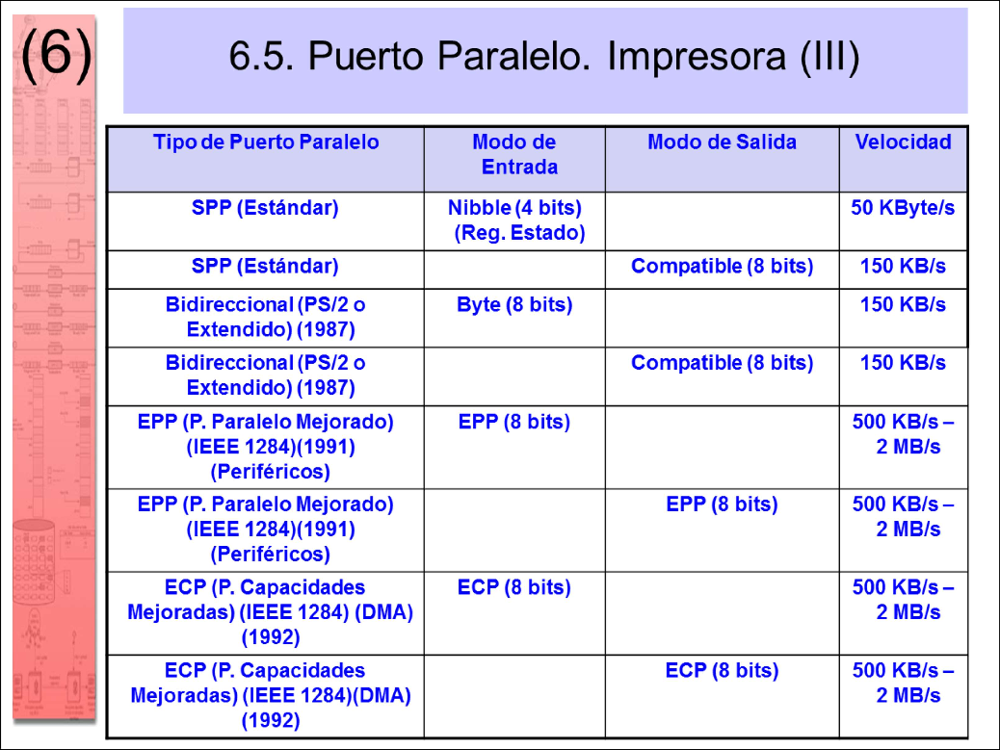 (6)
6.5. Puerto Paralelo. Impresora (III)
Tipo de Puerto Paralelo
Modo de
Entrada
Modo de Salida
Velocidad
SPP (Estándar)
Nibble (4 bits)
(Reg. Estado)
50 KByte/s
SPP (Estándar)
Compatible (8 bits)
150 KB/s
Bidireccional (PS/2 o
Extendido) (1987)
Byte (8 bits)
150 KB/s
Bidireccional (PS/2 o
Extendido) (1987)
Compatible (8 bits)
150 KB/s
EPP (P. Paralelo Mejorado)
(IEEE 1284)(1991)
(Periféricos)
EPP (8 bits)
500 KB/s –
2 MB/s
EPP (P. Paralelo Mejorado)
(IEEE 1284)(1991)
(Periféricos)
EPP (8 bits)
500 KB/s –
2 MB/s
ECP (P. Capacidades
Mejoradas) (IEEE 1284) (DMA)
(1992)
ECP (8 bits)
500 KB/s –
2 MB/s
ECP (P. Capacidades
Mejoradas) (IEEE 1284)(DMA)
(1992)
ECP (8 bits)
500 KB/s –
2 MB/s